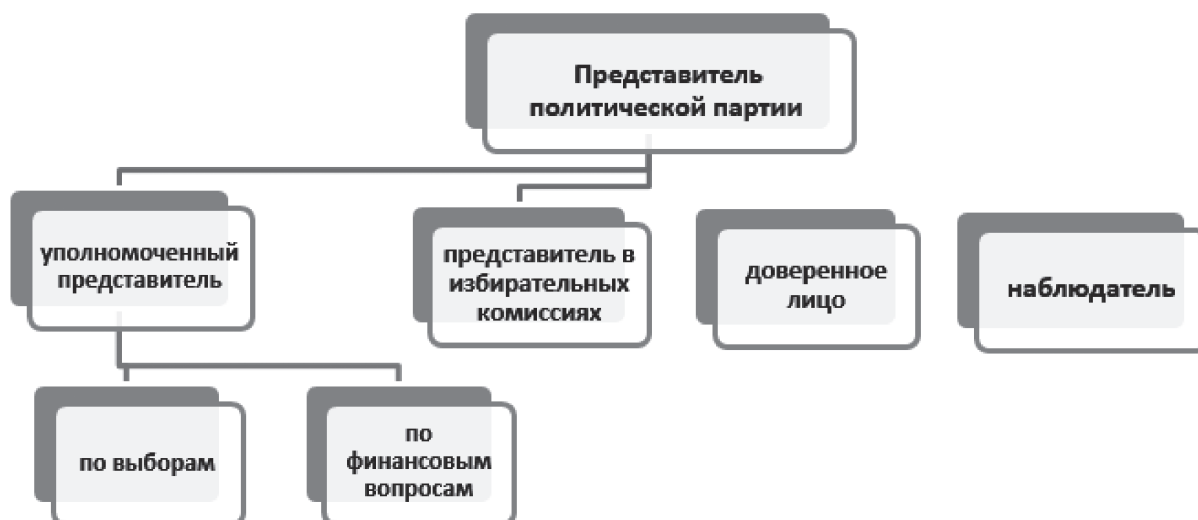 Представитель
политической партии
уполномоченный
представитель
представитель в
избирательных
комиссиях
доверенное
лицо
наблюдатель
по выборам
по
финансовым
вопросам